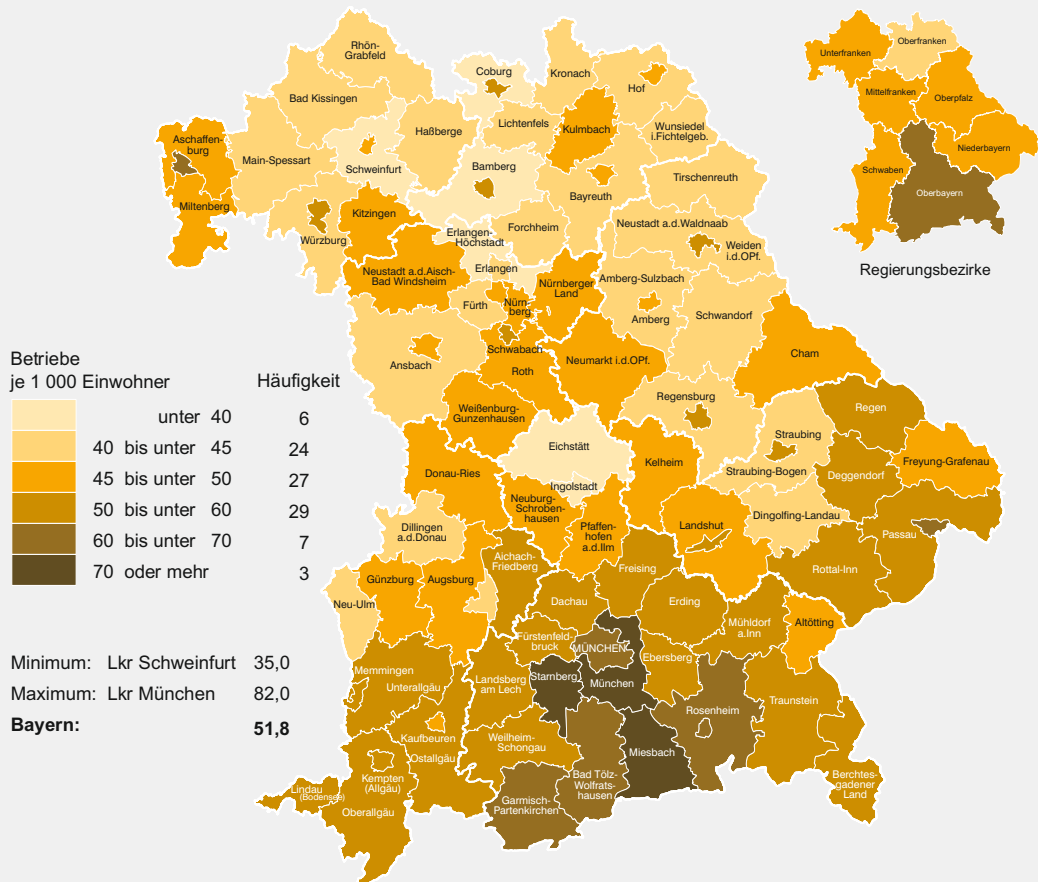 Rhön-
Grabfeld
Coburg
Kronach
Hof
Bad Kissingen
Lichtenfels
Kulmbach
Wunsiedel
i.Fichtelgeb.
Haßberge
Aschaffen-
burg
Main-Spessart
Schweinfurt
Bamberg
Bayreuth
Tirschenreuth
Miltenberg
Kitzingen
Würzburg
Erlangen-
Höchstadt
Forchheim
Neustadt a.d.Waldnaab
Weiden
i.d.OPf.
Neustadt a.d.Aisch-
Bad Windsheim
Erlangen
Nürnberger
Land
Amberg-Sulzbach
Fürth
Nürn-
berg
Amberg
Schwandorf
Ansbach
Schwabach
Roth
Neumarkt i.d.OPf.
Cham
Weißenburg-
Gunzenhausen
Regensburg
Regen
Eichstätt
Straubing
Donau-Ries
Ingolstadt
Kelheim
Straubing-Bogen
Deggendorf
Freyung-Grafenau
Neuburg-
Schroben-
hausen
Dillingen
a.d.Donau
Pfaffen-
hofen
a.d.Ilm
Landshut
Dingolfing-Landau
Passau
Aichach-
Friedberg
Freising
Rottal-Inn
Günzburg
Augsburg
Neu-Ulm
Dachau
Erding
Mühldorf
a.Inn
Altötting
Fürstenfeld-
bruck
MÜNCHEN
Ebersberg
Memmingen
Unterallgäu
Landsberg
am Lech
Starnberg
München
Rosenheim
Traunstein
Kaufbeuren
Ostallgäu
Weilheim-
Schongau
Miesbach
Bad Tölz-
Wolfrats-
hausen
Berchtes-
gadener
Land
Lindau
(Bodensee)
Kempten
(Allgäu)
Oberallgäu
Garmisch-
Partenkirchen
Unterfranken
Oberfranken
Mittelfranken
Oberpfalz
Niederbayern
Schwaben
Oberbayern
Regierungsbezirke
Betriebe
je 1 000 Einwohner Häufigkeit
unter 40 6
40 bis unter 45 24
45 bis unter 50 27
50 bis unter 60 29
60 bis unter 70 7
70 oder mehr 3
Minimum: Lkr Schweinfurt 35,0
Maximum: Lkr München 82,0
Bayern: 51,8